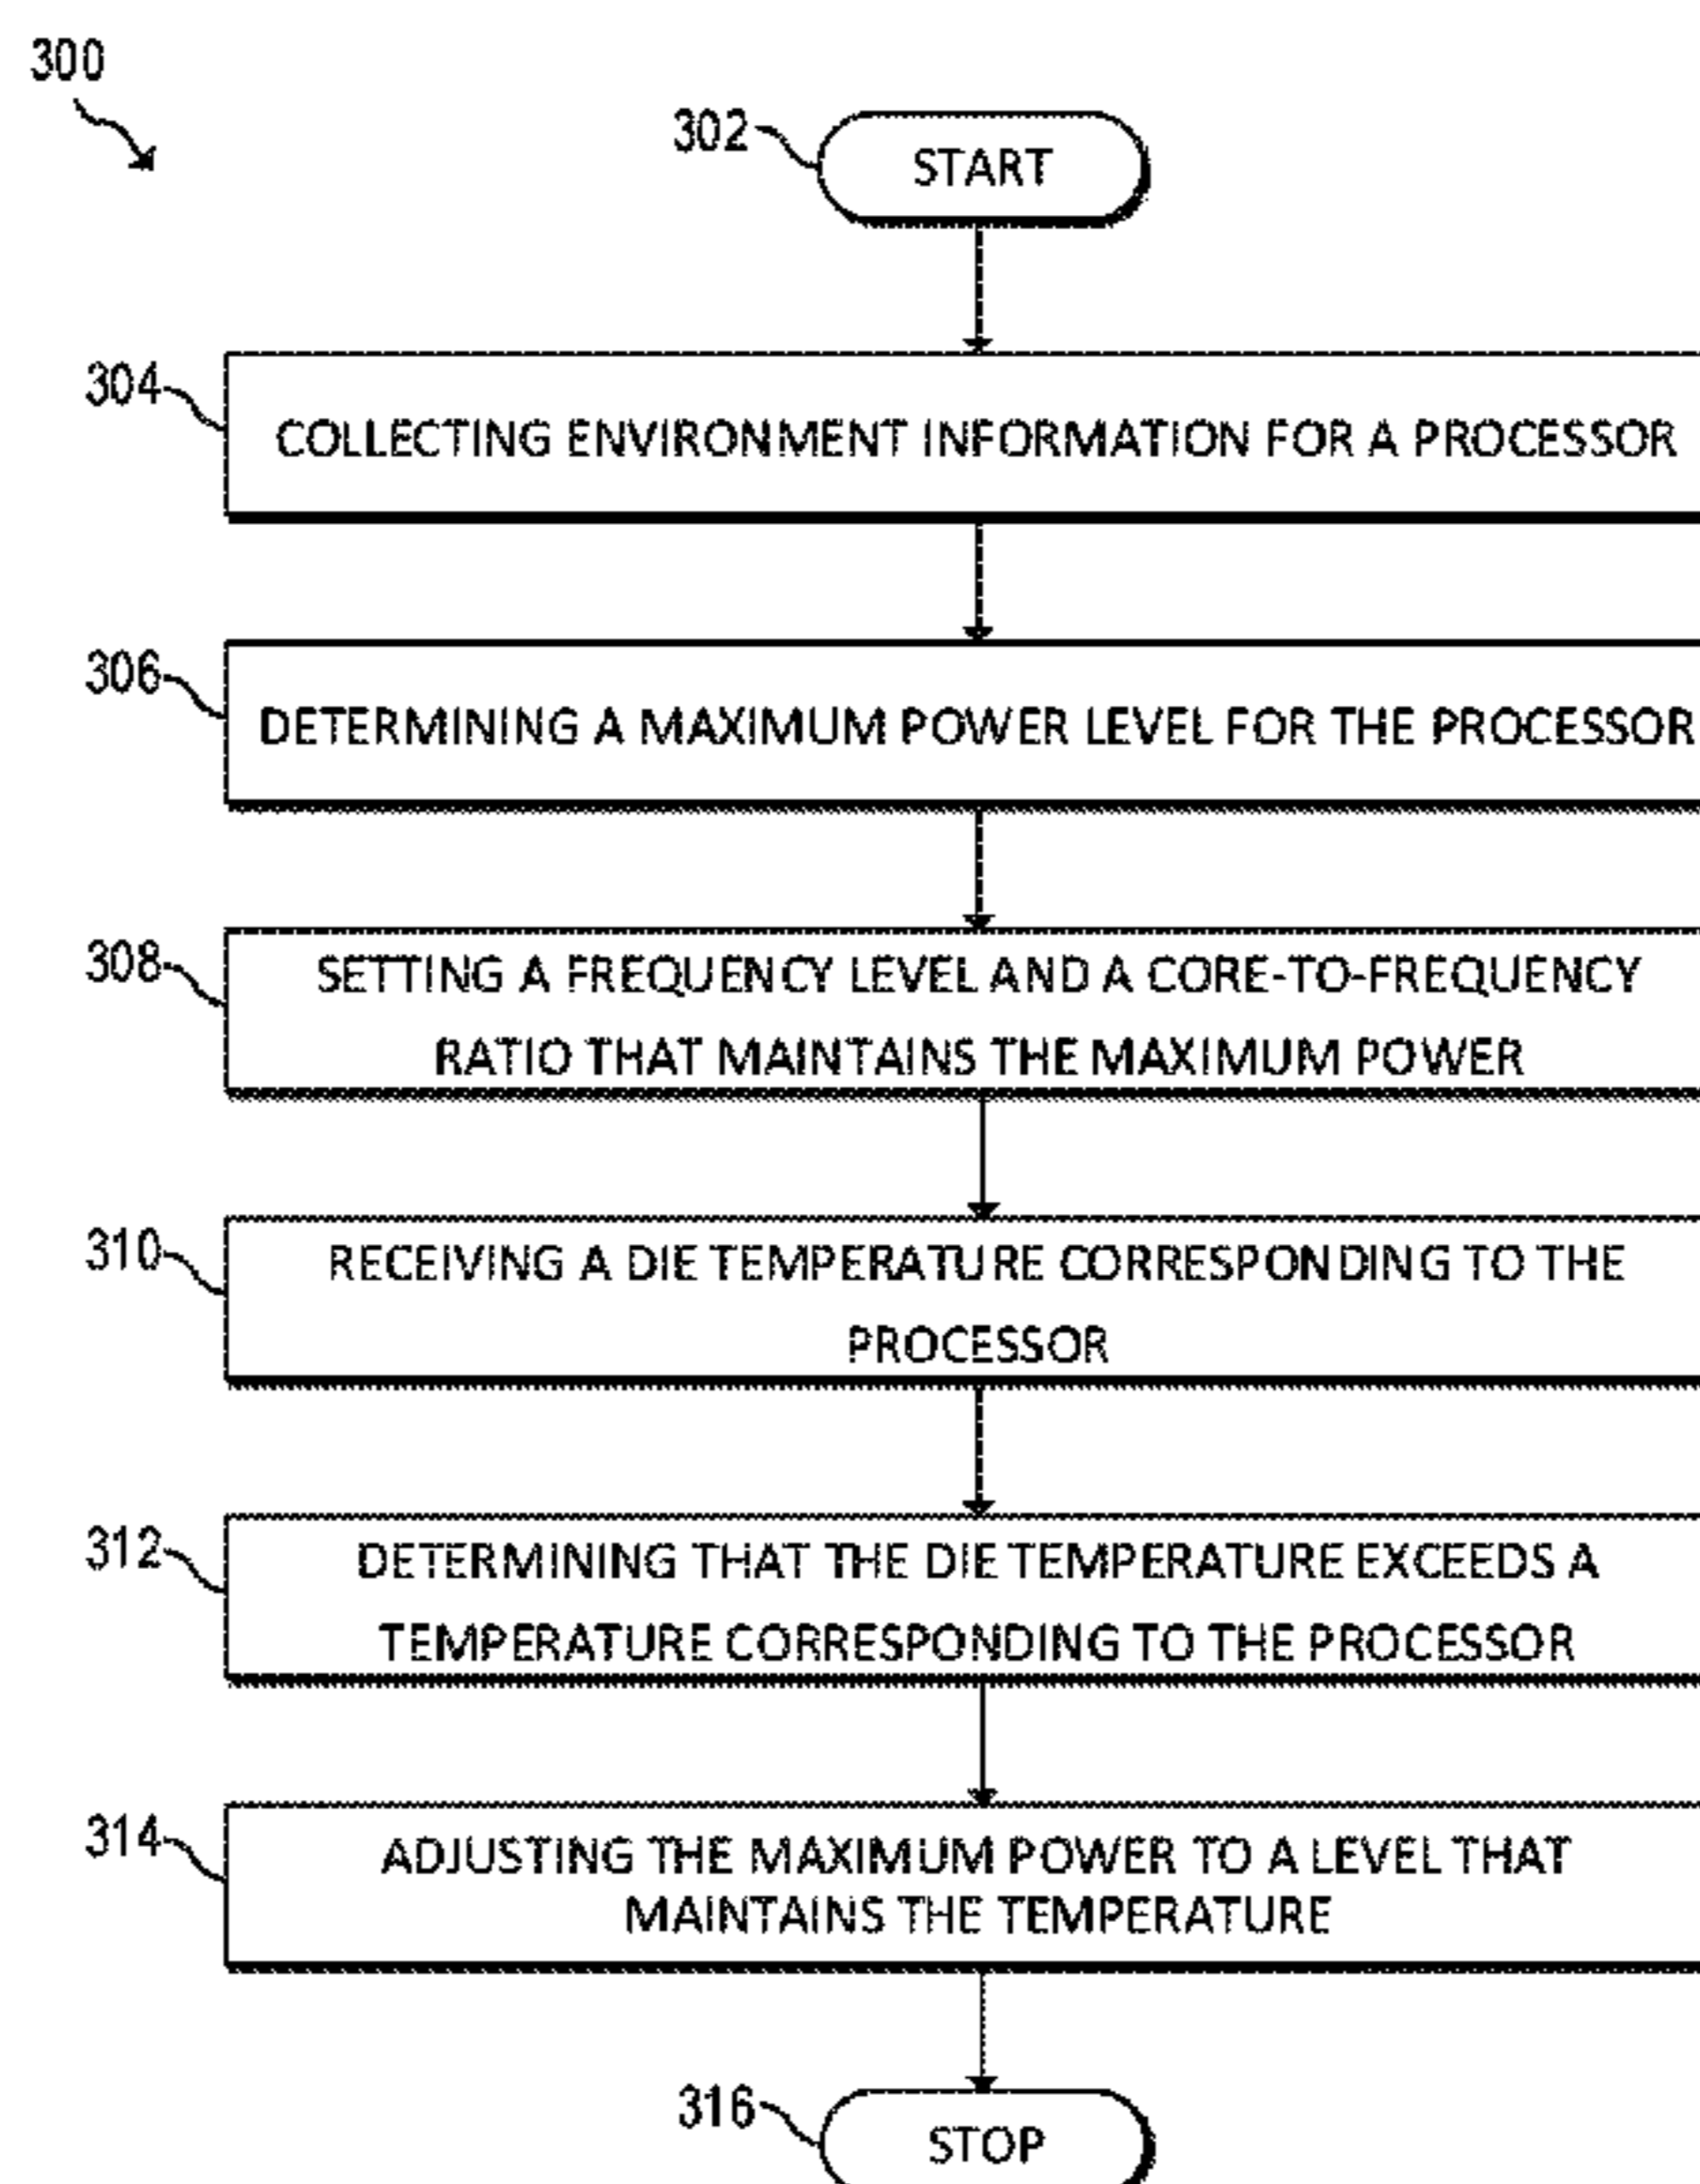 300
302
START
304
COLLECTING ENVIRONMENT INFORMATION FOR A PROCESSOR
306
DETERMINING A MAXIMUM POWER LEVEL FOR THE PROCESSOR
308
SETTING A FREQUENCY LEVEL AND A CORE-TO-FREQUENCY
RATIO THAT MAINTAINS THE MAXIMUM POWER
310
RECEIVING A DIE TEMPERATURE CORRESPONDING TO THE
PROCESSOR
312
DETERMINING THAT THE DIE TEMPERATURE EXCEEDS A
TEMPERATURE CORRESPONDING TO THE PROCESSOR
314
ADJUSTING THE MAXIMUM POWER TO A LEVEL THAT
MAINTAINS THE TEMPERATURE
316
STOP